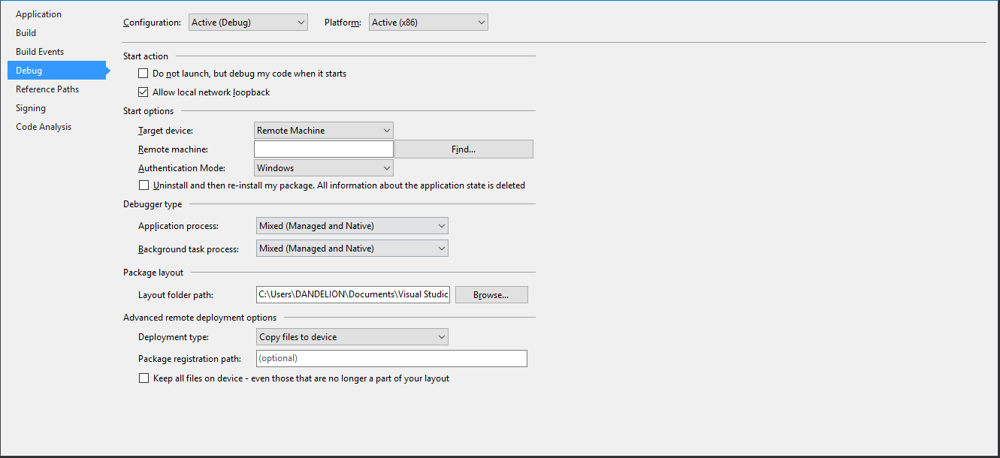 Application
Build
Build Events
Debug
Reference Paths
Signing
Code Analysis
Configuration: Active (Debug) Platform: Active (x86)
Start action
Do not launch, but debug my code when it starts
Allow local network loopback
Start options
Target device: Remote Machine
Remote machine: Find...
Authentication Mode: Windows
Uninstall and then re-install my package. All information about the application state is deleted
Debugger type
Application process: Mixed (Managed and Native)
Background task process: Mixed (Managed and Native)
Package layout
Layout folder path: C:\Users\DANDELION\Documents\Visual Studio Browse...
Advanced remote deployment options
Deployment type: Copy files to device
Package registration path: (optional)
Keep all files on device - even those that are no longer a part of your layout